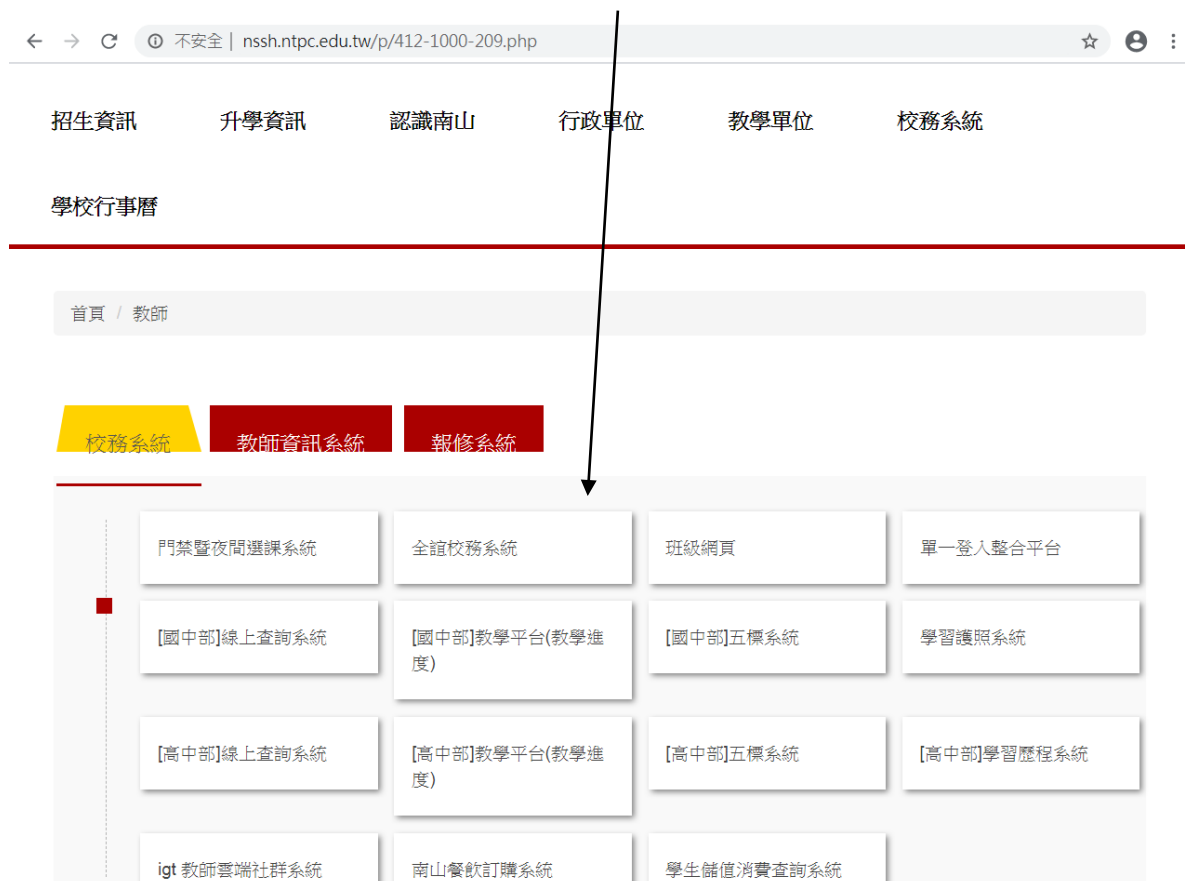 不安全 | nssh.ntpc.edu.tw/p/412-1000-209.php
招生資訊 升學資訊 認識南山 行政單位 教學單位 校務系統
學校行事曆
首頁 / 教師
校務系統 教師資訊系統 報修系統
門禁暨夜間選課系統 全誼校務系統 班級網頁 單一登入整合平台
[國中部]線上查詢系統 [國中部]教學平台(教學進 [國中部]五標系統 學習護照系統
度)
[高中部]線上查詢系統 [高中部]教學平台(教學進 [高中部]五標系統 [高中部]學習歷程系統
度)
igt 教師雲端社群系統 南山餐飲訂購系統 學生儲值消費查詢系統